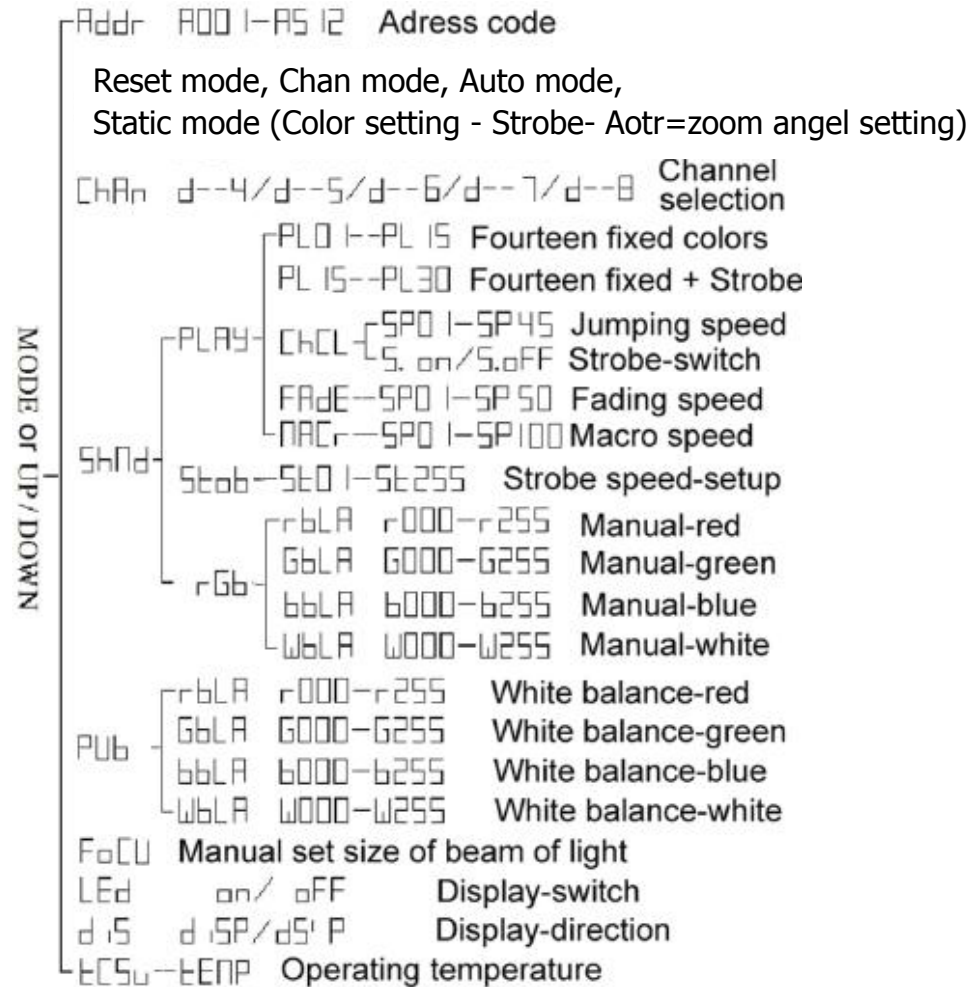 Addr A001-AS12 Adress code
Reset mode, Chan mode, Auto mode,
Static mode (Color setting - Strobe- Aotr=zoom angel setting)
ChAn d--4/d--5/d--6/d--7/d--8 Channel
selection
PL01--PL15 Fourteen fixed colors
PL15--PL30 Fourteen fixed + Strobe
MODE or UP/DOWN
ShMd
PLAY
ChCL
SP01-SP45 Jumping speed
S. on/S.oFF Strobe-switch
FAdE--SP01-SP50 Fading speed
MACr--SP01-SP100 Macro speed
Stob-St01-St255 Strobe speed-setup
rGb
rbLA r000-r255 Manual-red
GbLA G000-G255 Manual-green
bbLA b000-b255 Manual-blue
WbLA W000-W255 Manual-white
PUb
rbLA r000-r255 White balance-red
GbLA G000-G255 White balance-green
bbLA b000-b255 White balance-blue
WbLA W000-W255 White balance-white
FoCU Manual set size of beam of light
LEd on/ oFF Display-switch
diS diSP/dS!P Display-direction
tCSu-tEMP Operating temperature